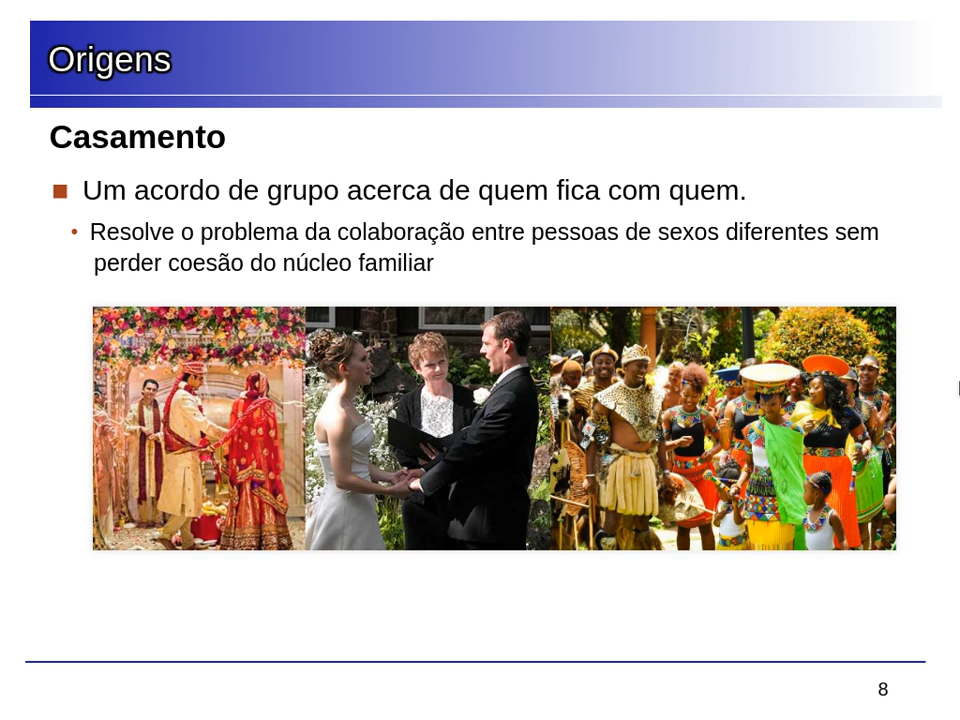 Origens
Casamento
Um acordo de grupo acerca de quem fica com quem.
• Resolve o problema da colaboração entre pessoas de sexos diferentes sem
perder coesão do núcleo familiar
8